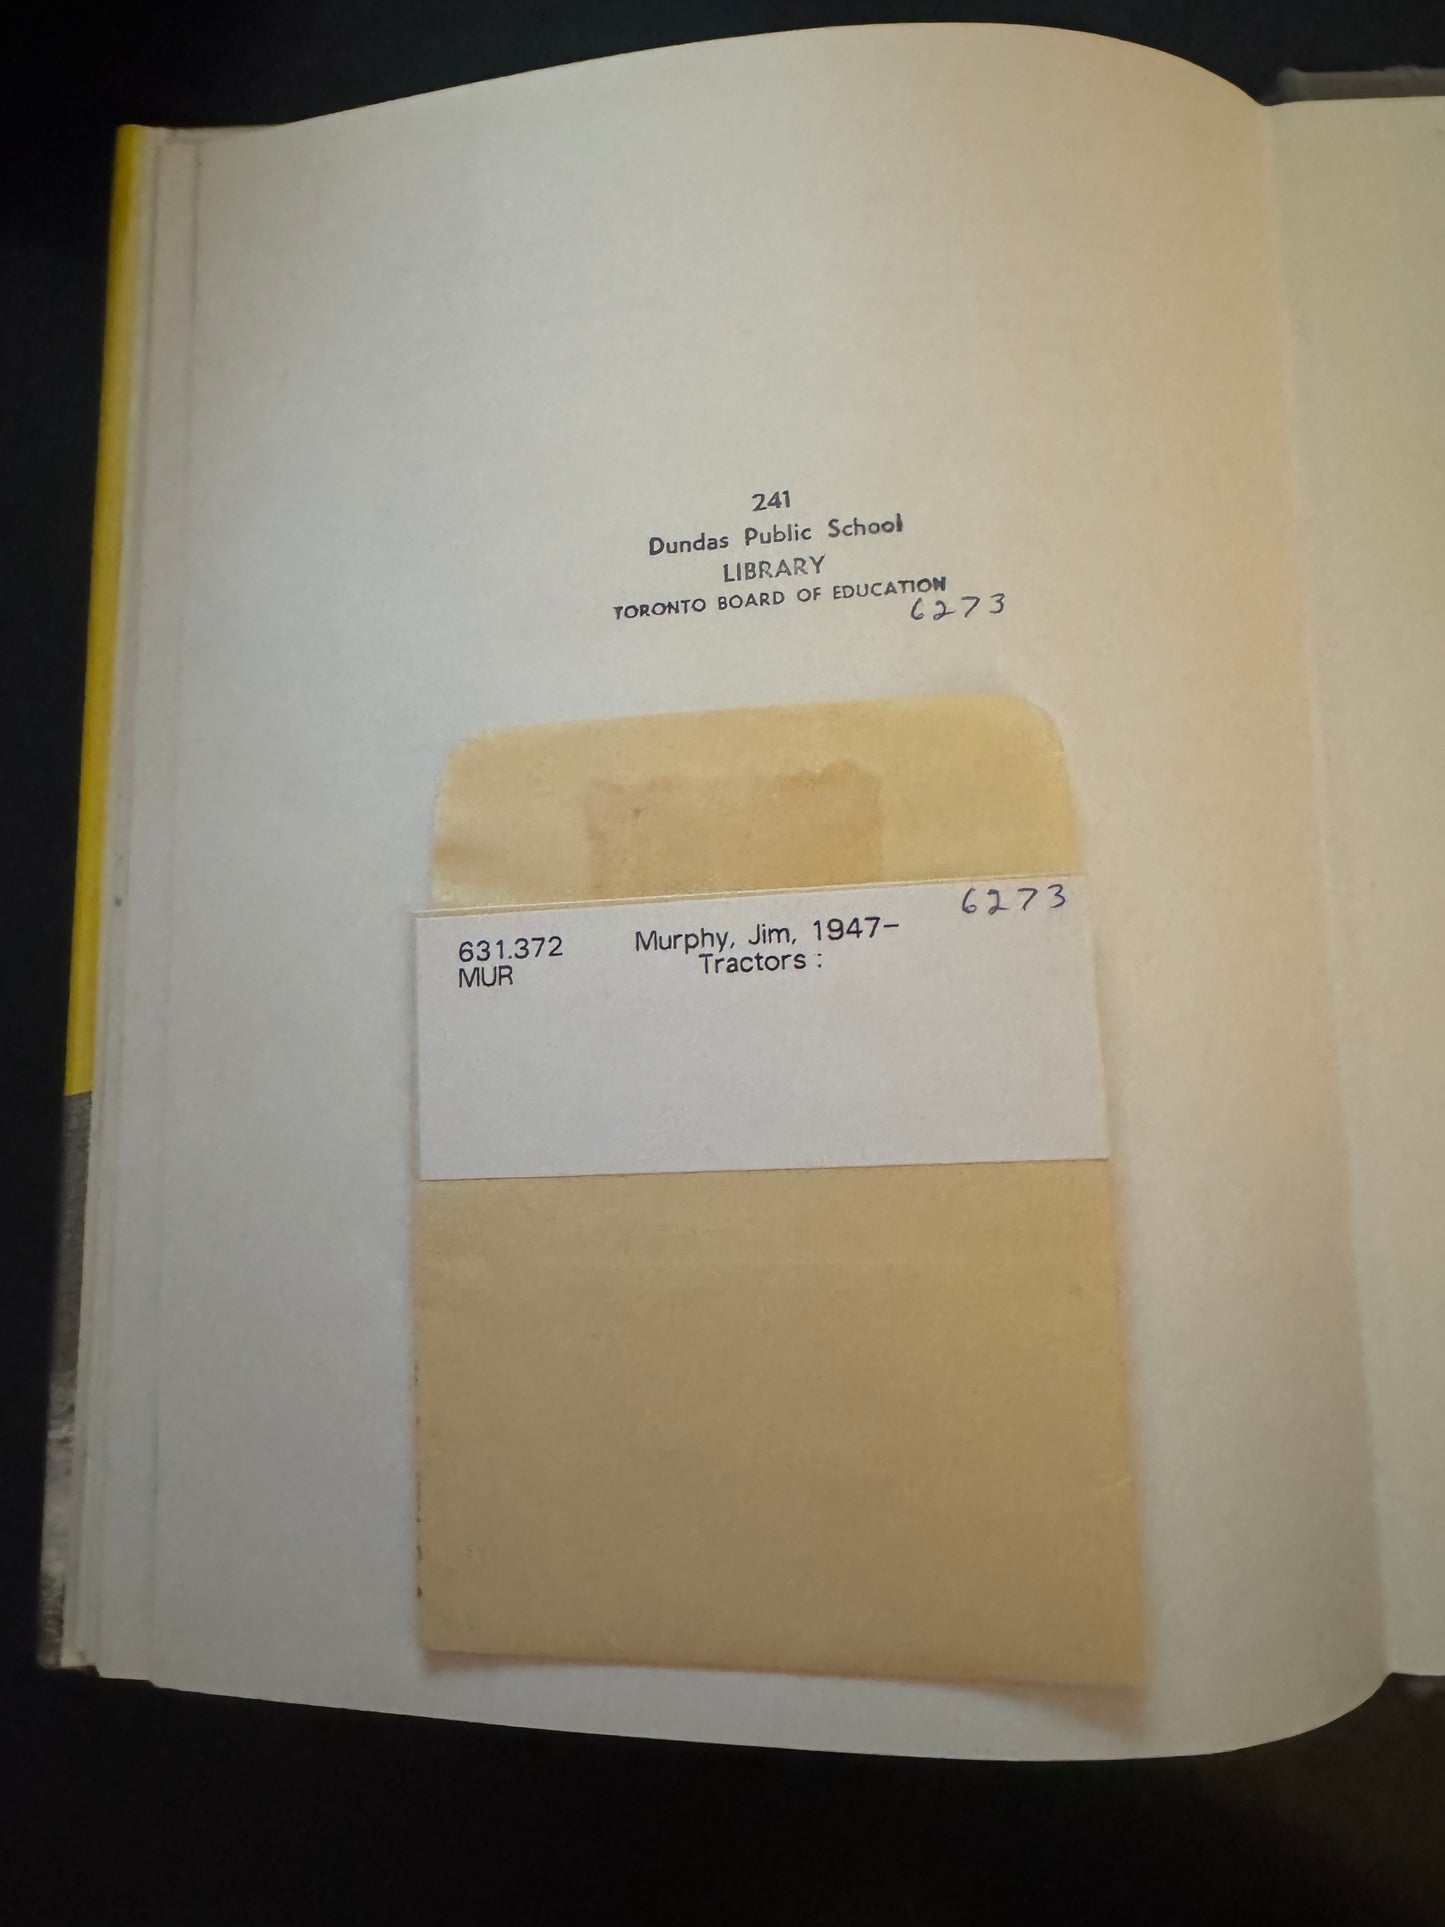 241
Dundas Public School
LIBRARY
TORONTO BOARD OF EDUCATION
6273
6273
631.372 Murphy, Jim, 1947-
MUR Tractors :